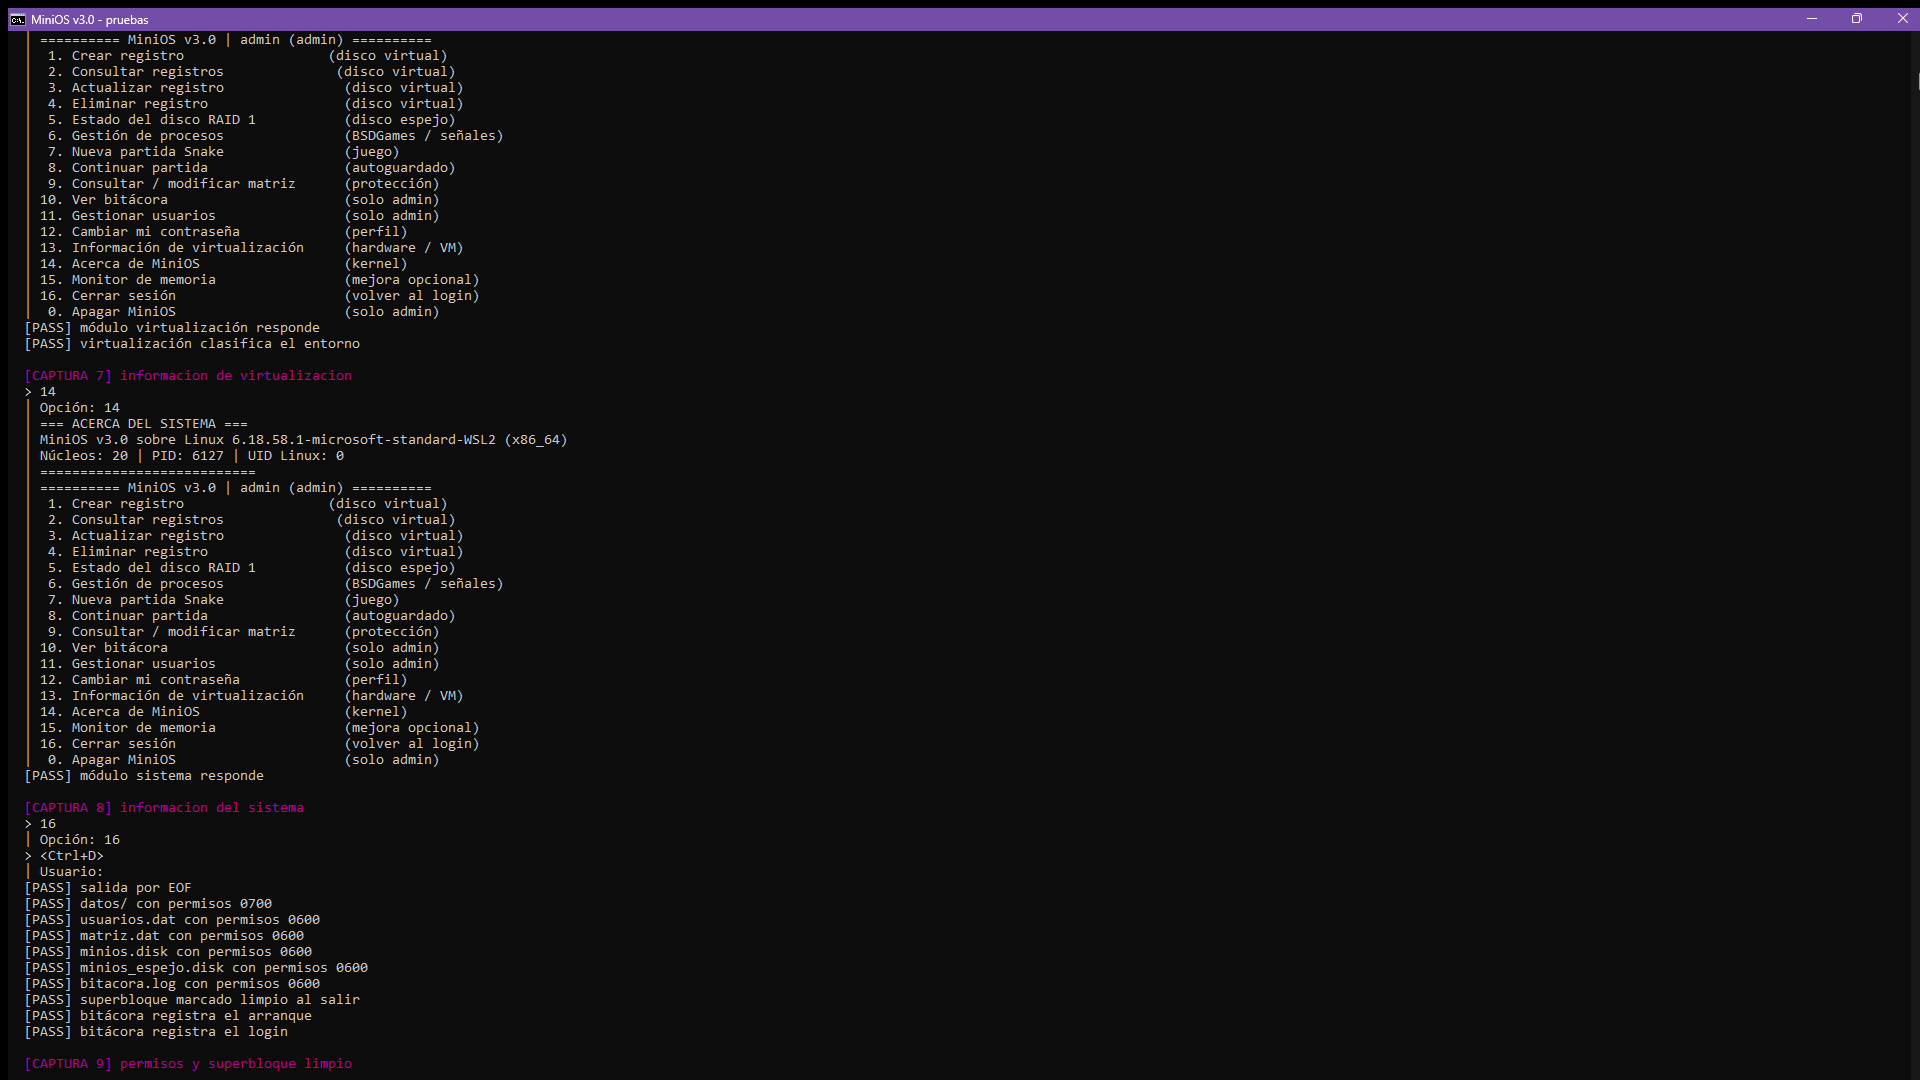 MiniOS v3.0 - pruebas
========== MiniOS v3.0 | admin (admin) ==========
1. Crear registro (disco virtual)
2. Consultar registros (disco virtual)
3. Actualizar registro (disco virtual)
4. Eliminar registro (disco virtual)
5. Estado del disco RAID 1 (disco espejo)
6. Gestión de procesos (BSDGames / señales)
7. Nueva partida Snake (juego)
8. Continuar partida (autoguardado)
9. Consultar / modificar matriz (protección)
10. Ver bitácora (solo admin)
11. Gestionar usuarios (solo admin)
12. Cambiar mi contraseña (perfil)
13. Información de virtualización (hardware / VM)
14. Acerca de MiniOS (kernel)
15. Monitor de memoria (mejora opcional)
16. Cerrar sesión (volver al login)
0. Apagar MiniOS (solo admin)
[PASS] módulo virtualización responde
[PASS] virtualización clasifica el entorno
[CAPTURA 7] informacion de virtualizacion
> 14
Opción: 14
=== ACERCA DEL SISTEMA ===
MiniOS v3.0 sobre Linux 6.18.58.1-microsoft-standard-WSL2 (x86_64)
Núcleos: 20 | PID: 6127 | UID Linux: 0
===========================
========== MiniOS v3.0 | admin (admin) ==========
1. Crear registro (disco virtual)
2. Consultar registros (disco virtual)
3. Actualizar registro (disco virtual)
4. Eliminar registro (disco virtual)
5. Estado del disco RAID 1 (disco espejo)
6. Gestión de procesos (BSDGames / señales)
7. Nueva partida Snake (juego)
8. Continuar partida (autoguardado)
9. Consultar / modificar matriz (protección)
10. Ver bitácora (solo admin)
11. Gestionar usuarios (solo admin)
12. Cambiar mi contraseña (perfil)
13. Información de virtualización (hardware / VM)
14. Acerca de MiniOS (kernel)
15. Monitor de memoria (mejora opcional)
16. Cerrar sesión (volver al login)
0. Apagar MiniOS (solo admin)
[PASS] módulo sistema responde
[CAPTURA 8] informacion del sistema
> 16
Opción: 16
> <Ctrl+D>
Usuario:
[PASS] salida por EOF
[PASS] datos/ con permisos 0700
[PASS] usuarios.dat con permisos 0600
[PASS] matriz.dat con permisos 0600
[PASS] minios.disk con permisos 0600
[PASS] minios_espejo.disk con permisos 0600
[PASS] bitacora.log con permisos 0600
[PASS] superbloque marcado limpio al salir
[PASS] bitácora registra el arranque
[PASS] bitácora registra el login
[CAPTURA 9] permisos y superbloque limpio